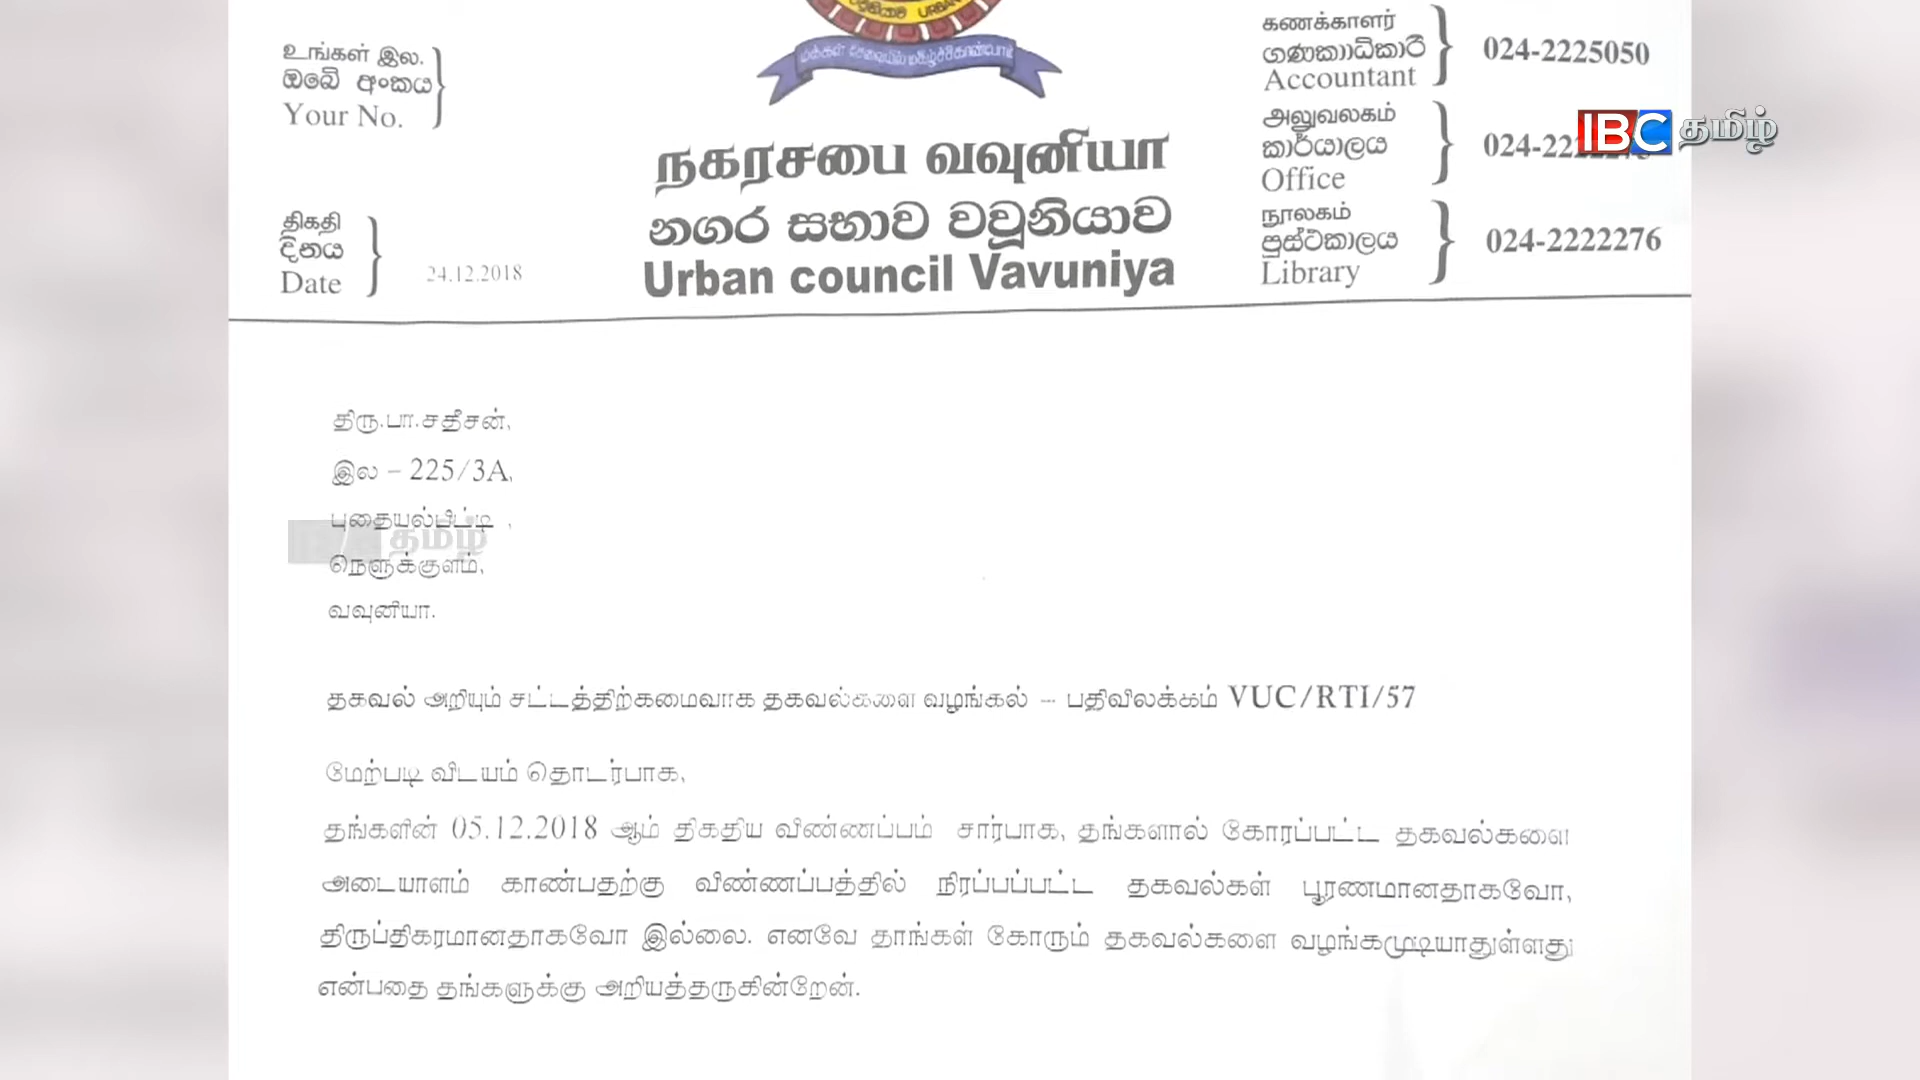 உங்கள் இல.
ඔබේ අංකය
Your No.
திகதி
දිනය
Date
24.12.2018
மக்கள் சேவையில் மகிழ்ச்சிகாண்போம்
நகரசபை வவுனியா
නගර සභාව වවුනියාව
Urban council Vavuniya
கணக்காளர்
ගණකාධිකාරී
Accountant
024-2225050
அலுவலகம்
කාර්යාලය
Office
நூலகம்
පුස්ථකාලය
Library
024-2222276
IBC தமிழ்
திரு.பா.சதீசன்,
இல – 225/3A,
புதையல்பிட்டி ,
தமிழ்
நெளுக்குளம்,
வவுனியா.
தகவல் அறியும் சட்டத்திற்கமைவாக தகவல்களை வழங்கல் – பதிவிலக்கம் VUC/RTI/57
மேற்படி விடயம் தொடர்பாக,
தங்களின் 05.12.2018 ஆம் திகதிய விண்ணப்பம் சார்பாக, தங்களால் கோரப்பட்ட தகவல்களை
அடையாளம் காண்பதற்கு விண்ணப்பத்தில் நிரப்பப்பட்ட தகவல்கள் பூரணமானதாகவோ,
திருப்திகரமானதாகவோ இல்லை. எனவே தாங்கள் கோரும் தகவல்களை வழங்கமுடியாதுள்ளது
என்பதை தங்களுக்கு அறியத்தருகின்றேன்.